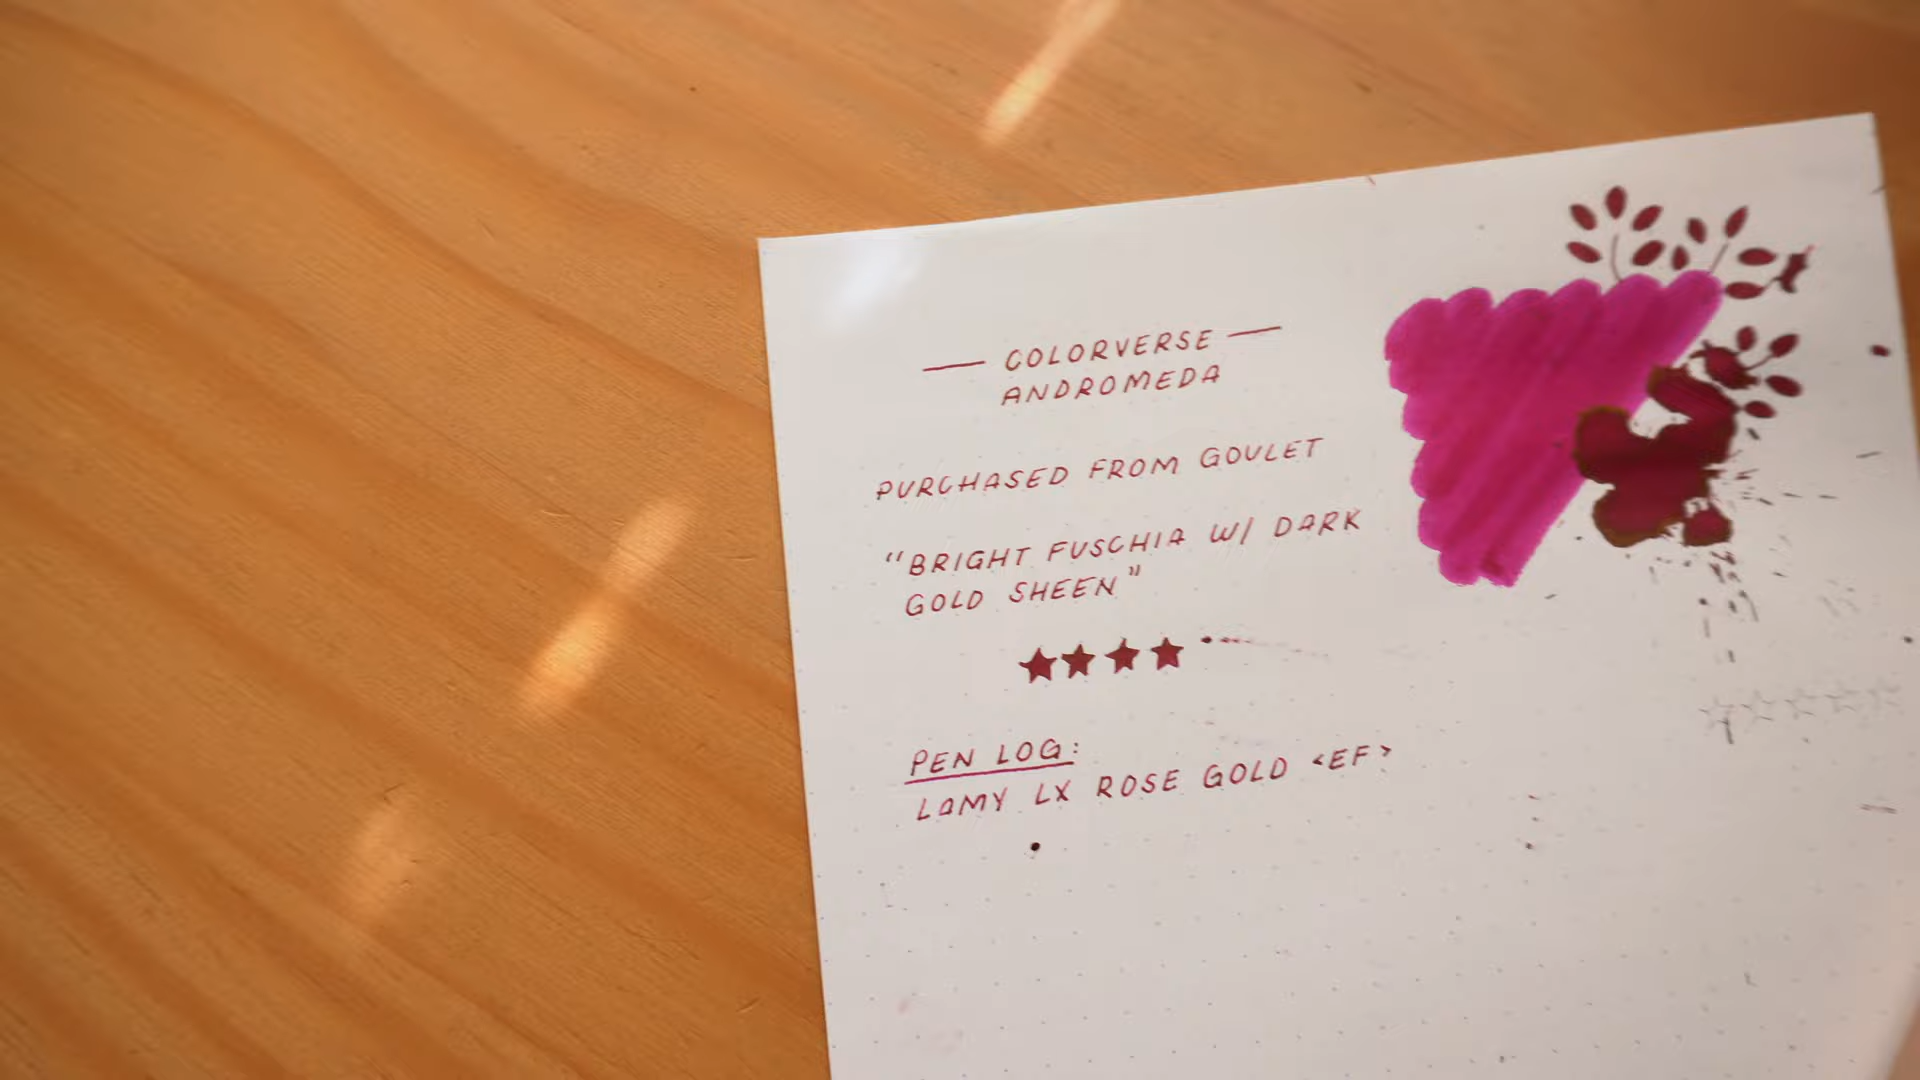 — COLORVERSE —
ANDROMEDA
PURCHASED FROM GOULET
"BRIGHT FUSCHIA W/ DARK
GOLD SHEEN"
★★★★
PEN LOG:
LAMY LX ROSE GOLD <EF>